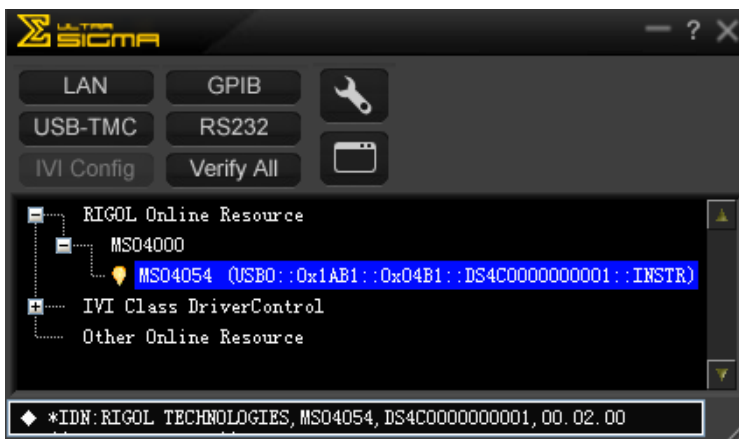 ULTRA
SIGMA
?
LAN GPIB
USB-TMC RS232
IVI Config Verify All
RIGOL Online Resource
MSO4000
MSO4054 (USB0::0x1AB1::0x04B1::DS4C0000000001::INSTR)
IVI Class DriverControl
Other Online Resource
*IDN:RIGOL TECHNOLOGIES,MSO4054,DS4C0000000001,00.02.00